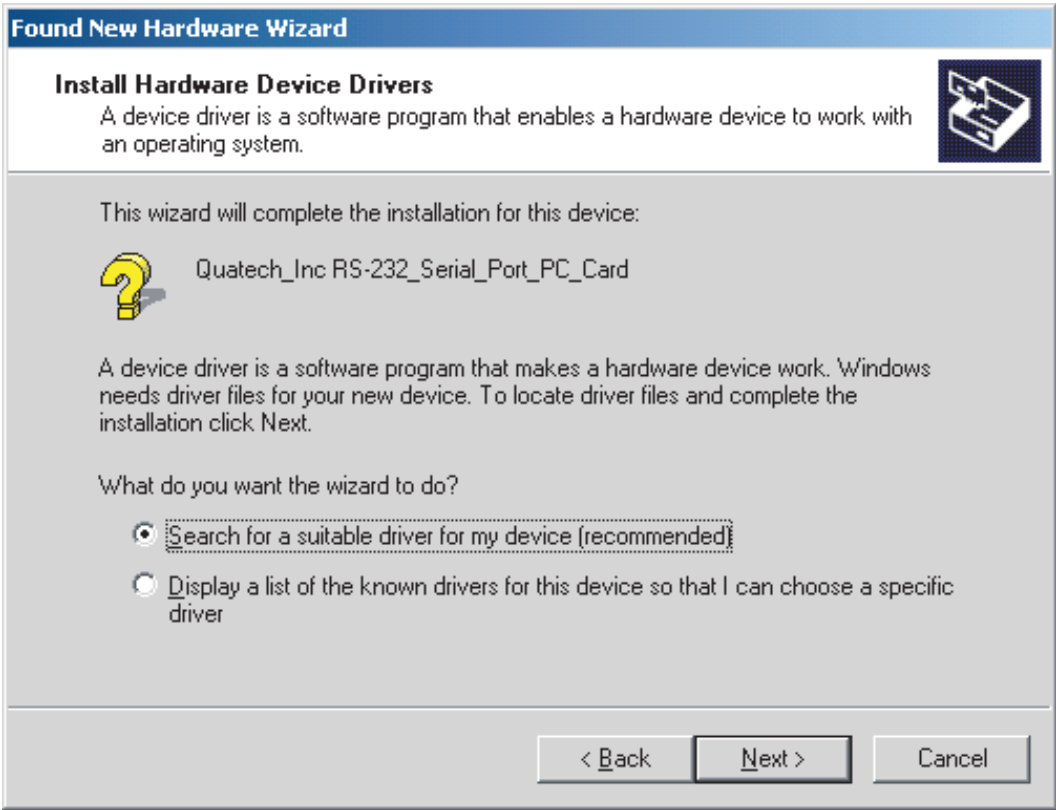 Found New Hardware Wizard
Install Hardware Device Drivers
A device driver is a software program that enables a hardware device to work with
an operating system.
This wizard will complete the installation for this device:
Quatech_Inc RS-232_Serial_Port_PC_Card
A device driver is a software program that makes a hardware device work. Windows
needs driver files for your new device. To locate driver files and complete the
installation click Next.
What do you want the wizard to do?
Search for a suitable driver for my device (recommended)
Display a list of the known drivers for this device so that I can choose a specific
driver
< Back
Next >
Cancel